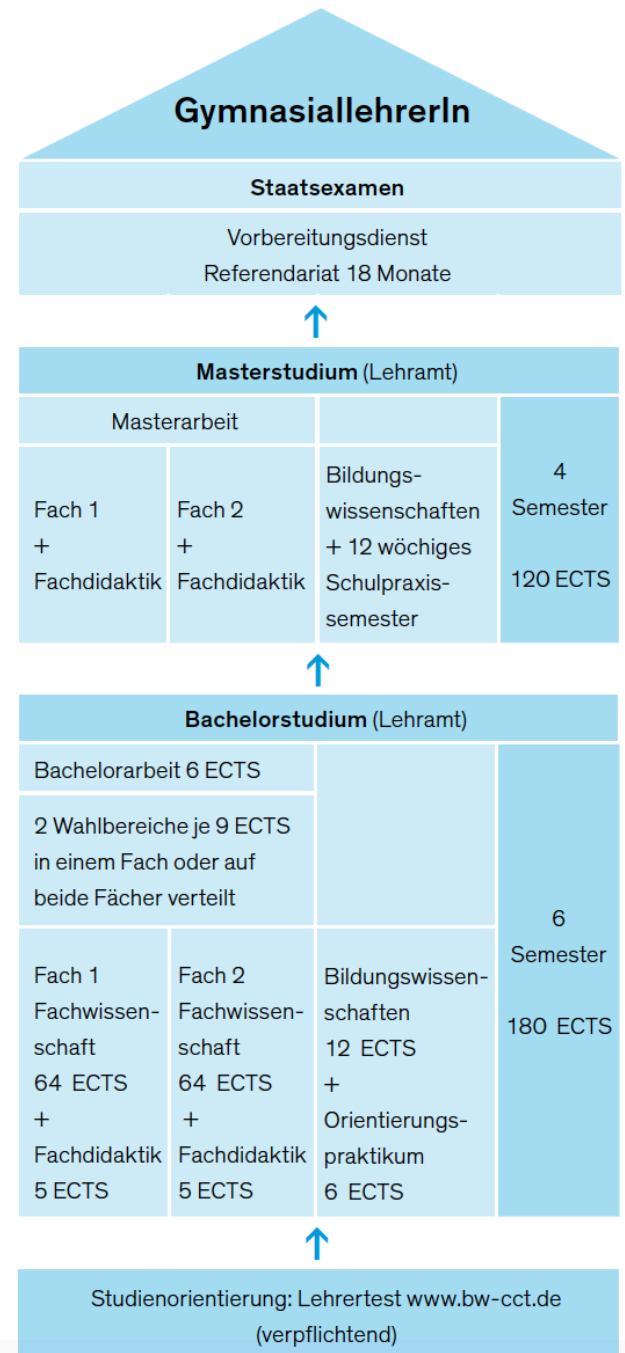 GymnasiallehrerIn
Staatsexamen
Vorbereitungsdienst
Referendariat 18 Monate
Masterstudium (Lehramt)
Masterarbeit
Fach 1
+
Fachdidaktik
Fach 2
+
Fachdidaktik
Bildungs-
wissenschaften
+ 12 wöchiges
Schulpraxis-
semester
4
Semester
120 ECTS
Bachelorstudium (Lehramt)
Bachelorarbeit 6 ECTS
2 Wahlbereiche je 9 ECTS
in einem Fach oder auf
beide Fächer verteilt
Fach 1
Fachwissen-
schaft
64 ECTS
+
Fachdidaktik
5 ECTS
Fach 2
Fachwissen-
schaft
64 ECTS
+
Fachdidaktik
5 ECTS
Bildungswissen-
schaften
12 ECTS
+
Orientierungs-
praktikum
6 ECTS
6
Semester
180 ECTS
Studienorientierung: Lehrertest www.bw-cct.de
(verpflichtend)